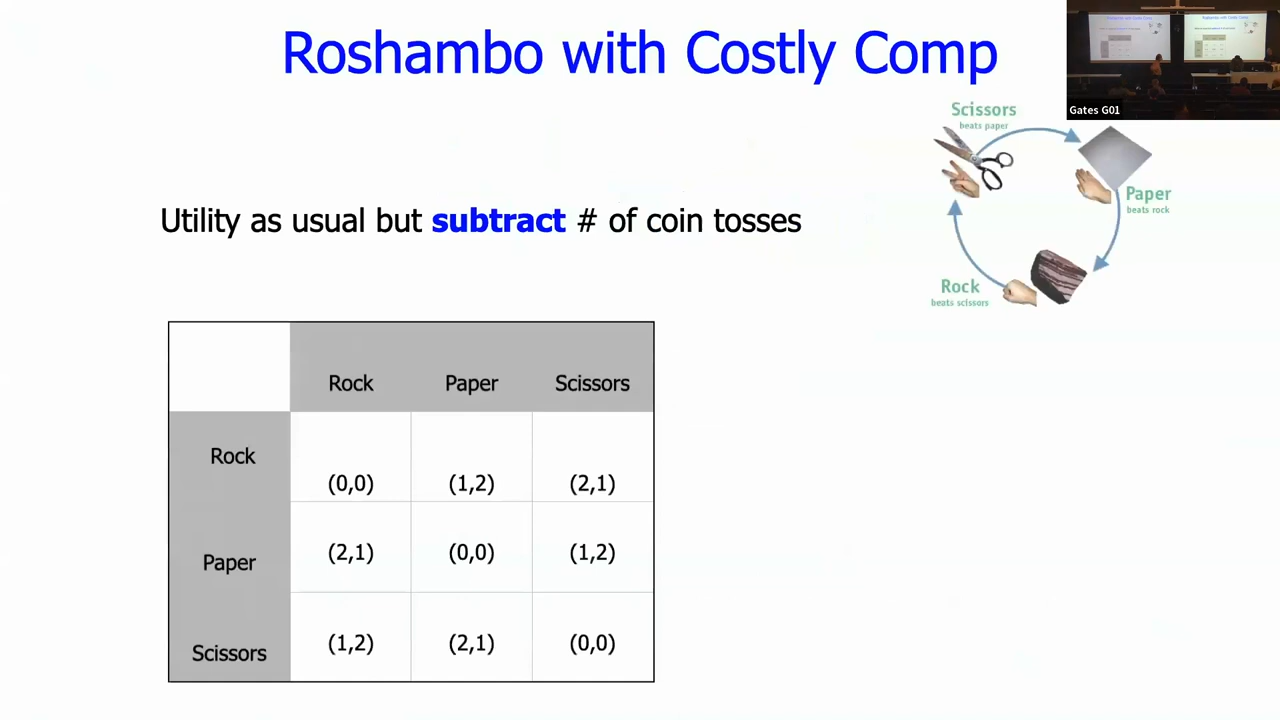 Roshambo with Costly Comp
Gates G01
Scissors
beats paper
Paper
beats rock
Rock
beats scissors
Utility as usual but subtract # of coin tosses
Rock Paper Scissors
Rock (0,0) (1,2) (2,1)
Paper (2,1) (0,0) (1,2)
Scissors (1,2) (2,1) (0,0)